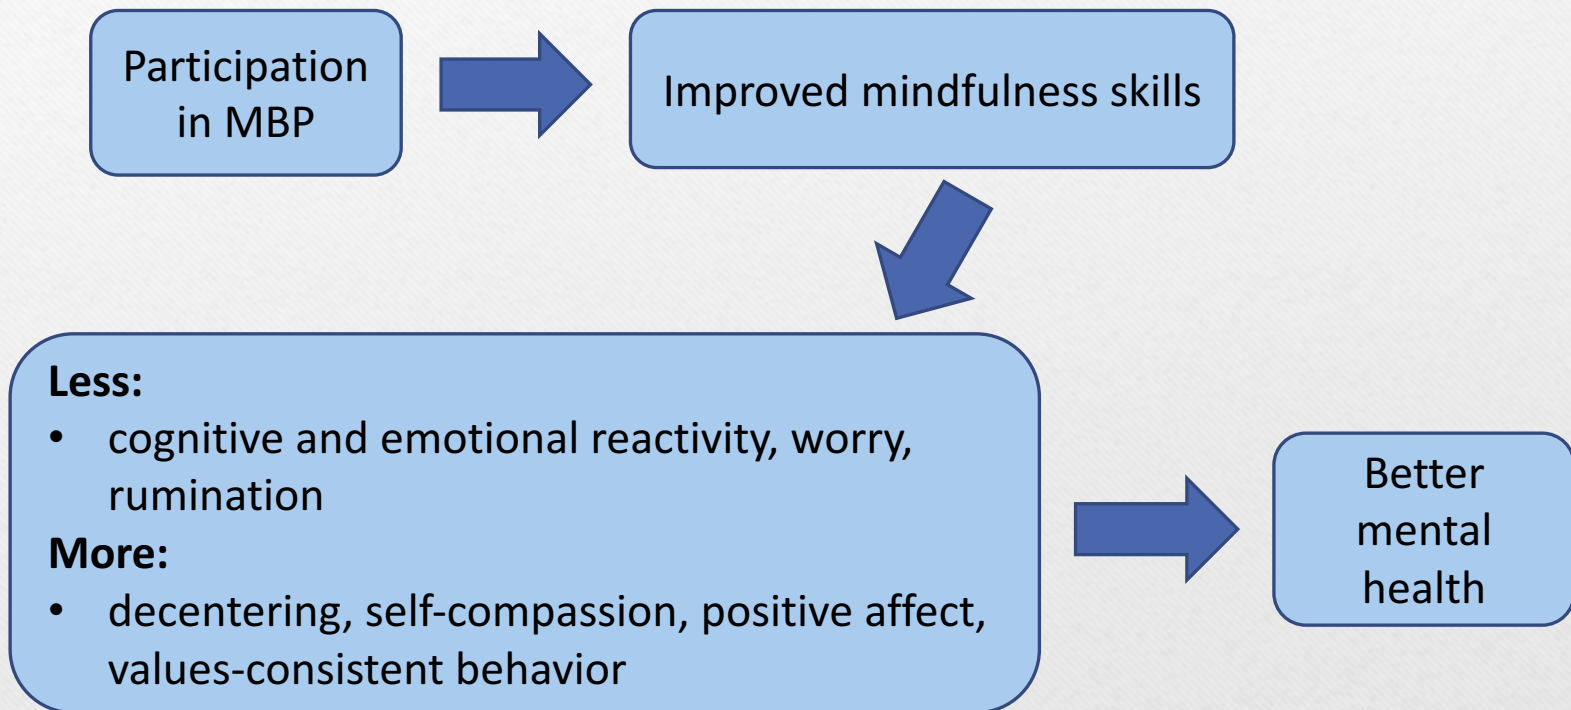 Participation
in MBP
Improved mindfulness skills
Less:
• cognitive and emotional reactivity, worry,
rumination
More:
• decentering, self-compassion, positive affect,
values-consistent behavior
Better
mental
health